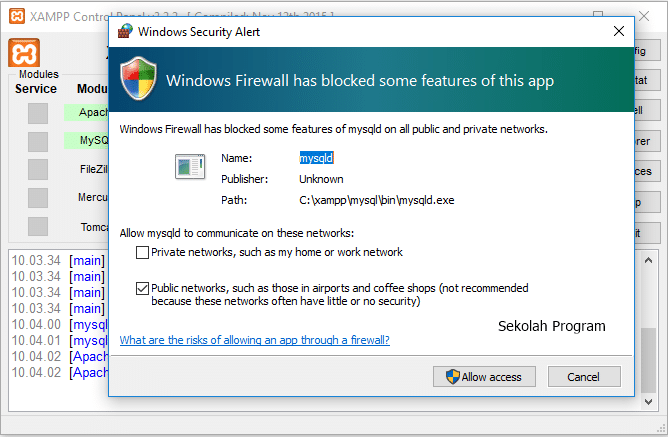 XAMPP Control Panel v3.2.2 [ Compiled: Nov 12th 2015 ]
Windows Security Alert
Windows Firewall has blocked some features of this app
Modules
Service
Modu
Apach
MySQ
FileZil
Mercu
Tomca
Windows Firewall has blocked some features of mysqld on all public and private networks.
Name: mysqld
Publisher: Unknown
Path: C:\xampp\mysql\bin\mysqld.exe
Allow mysqld to communicate on these networks:
Private networks, such as my home or work network
Public networks, such as those in airports and coffee shops (not recommended
because these networks often have little or no security)
Sekolah Program
What are the risks of allowing an app through a firewall?
Allow access
Cancel
fig
tat
ell
rer
ces
p
it
10.03.34 [main]
10.03.34 [main]
10.03.34 [main]
10.03.34 [main]
10.04.00 [mysql
10.04.01 [mysql
10.04.02 [Apach
10.04.02 [Apach